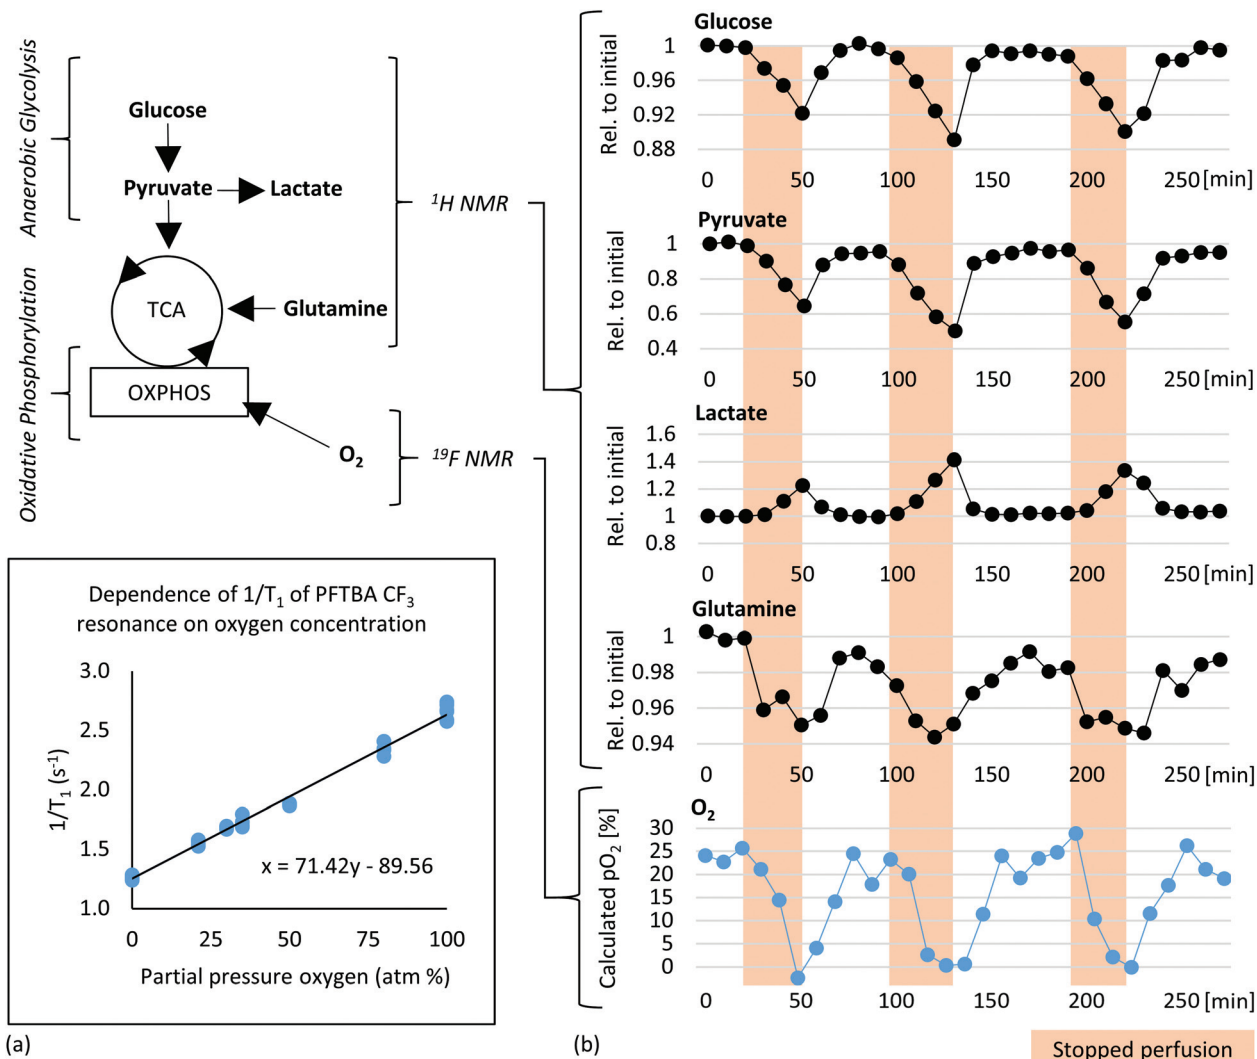 Anaerobic Glycolysis
Glucose
Pyruvate
Lactate
TCA
Glutamine
Oxidative Phosphorylation
OXPHOS
O₂
¹H NMR
¹⁹F NMR
Dependence of 1/T₁ of PFTBA CF₃
resonance on oxygen concentration
3.0
2.5
2.0
1.5
1.0
1/T₁ (s⁻¹)
x = 71.42y - 89.56
0 25 50 75 100
Partial pressure oxygen (atm %)
(a)
Glucose
Rel. to initial
1
0.96
0.92
0.88
0 50 100 150 200 250 [min]
Pyruvate
Rel. to initial
1
0.8
0.6
0.4
0 50 100 150 200 250 [min]
Lactate
Rel. to initial
1.6
1.4
1.2
1
0.8
0 50 100 150 200 250 [min]
Glutamine
Rel. to initial
1
0.98
0.96
0.94
0 50 100 150 200 250 [min]
O₂
Calculated pO₂ [%]
30
25
20
15
10
5
0
0 50 100 150 200 250 [min]
(b)
Stopped perfusion